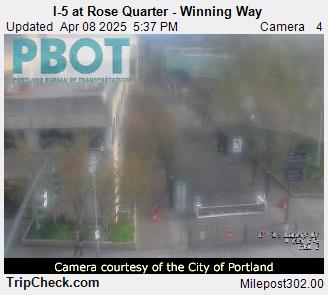 I-5 at Rose Quarter - Winning Way
Updated Apr 08 2025 5:37 PM Camera 4
PBOT
PORTLAND BUREAU OF TRANSPORTATION
Camera courtesy of the City of Portland
TripCheck.com Milepost302.00